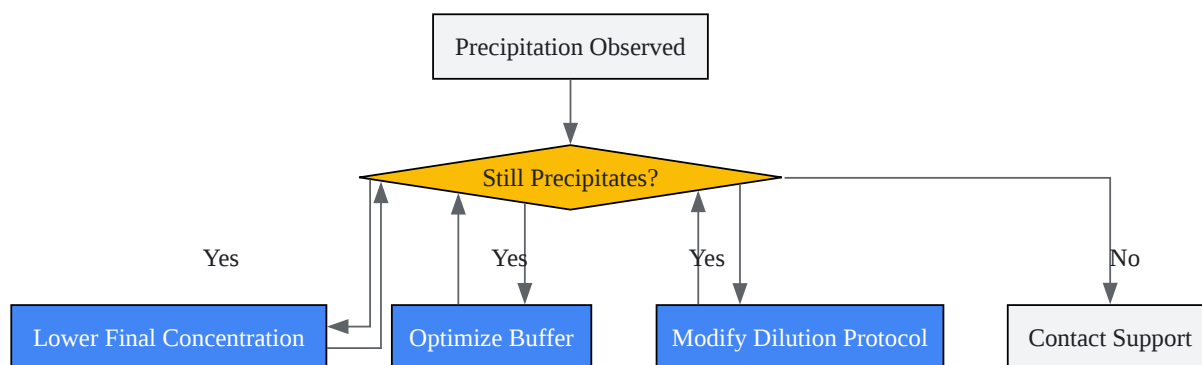 Precipitation Observed
Still Precipitates?
Yes
Yes
Yes
No
Lower Final Concentration
Optimize Buffer
Modify Dilution Protocol
Contact Support